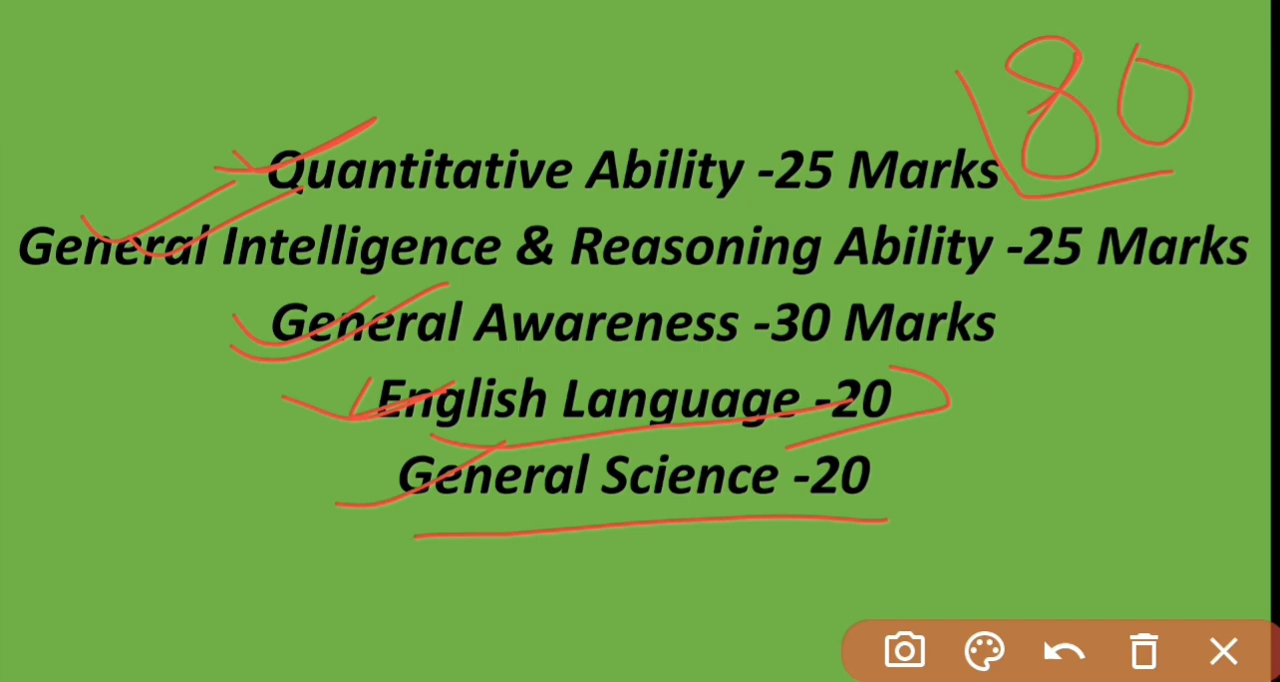 80
Quantitative Ability -25 Marks
General Intelligence & Reasoning Ability -25 Marks
General Awareness -30 Marks
English Language -20
General Science -20